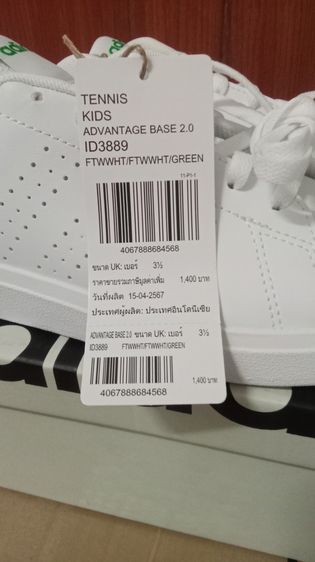 TENNIS
KIDS
ADVANTAGE BASE 2.0
ID3889
FTWWHT/FTWWHT/GREEN
11-P1-1
4067888684568
ขนาด UK: เบอร์ 3½
ราคาขายรวมภาษีมูลค่าเพิ่ม 1,400 บาท
วันที่ผลิต 15-04-2567
ประเทศผู้ผลิต: ประเทศอินโดนีเซีย
ADVANTAGE BASE 2.0 ขนาด UK: เบอร์ 3½
ID3889 FTWWHT/FTWWHT/GREEN
4067888684568 1,400 บาท